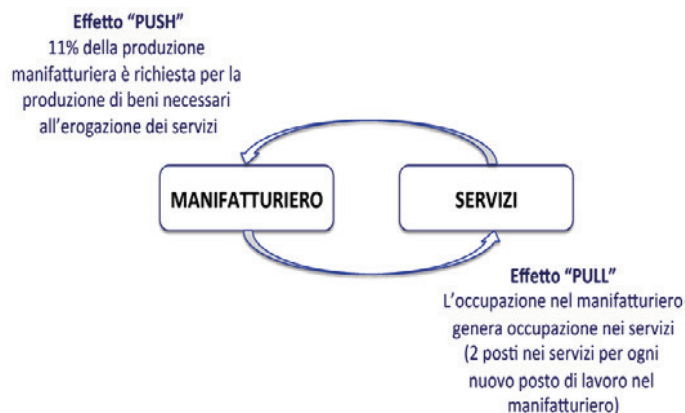 Effetto “PUSH”
11% della produzione
manifatturiera è richiesta per la
produzione di beni necessari
all’erogazione dei servizi
MANIFATTURIERO
SERVIZI
Effetto “PULL”
L’occupazione nel manifatturiero
genera occupazione nei servizi
(2 posti nei servizi per ogni
nuovo posto di lavoro nel
manifatturiero)